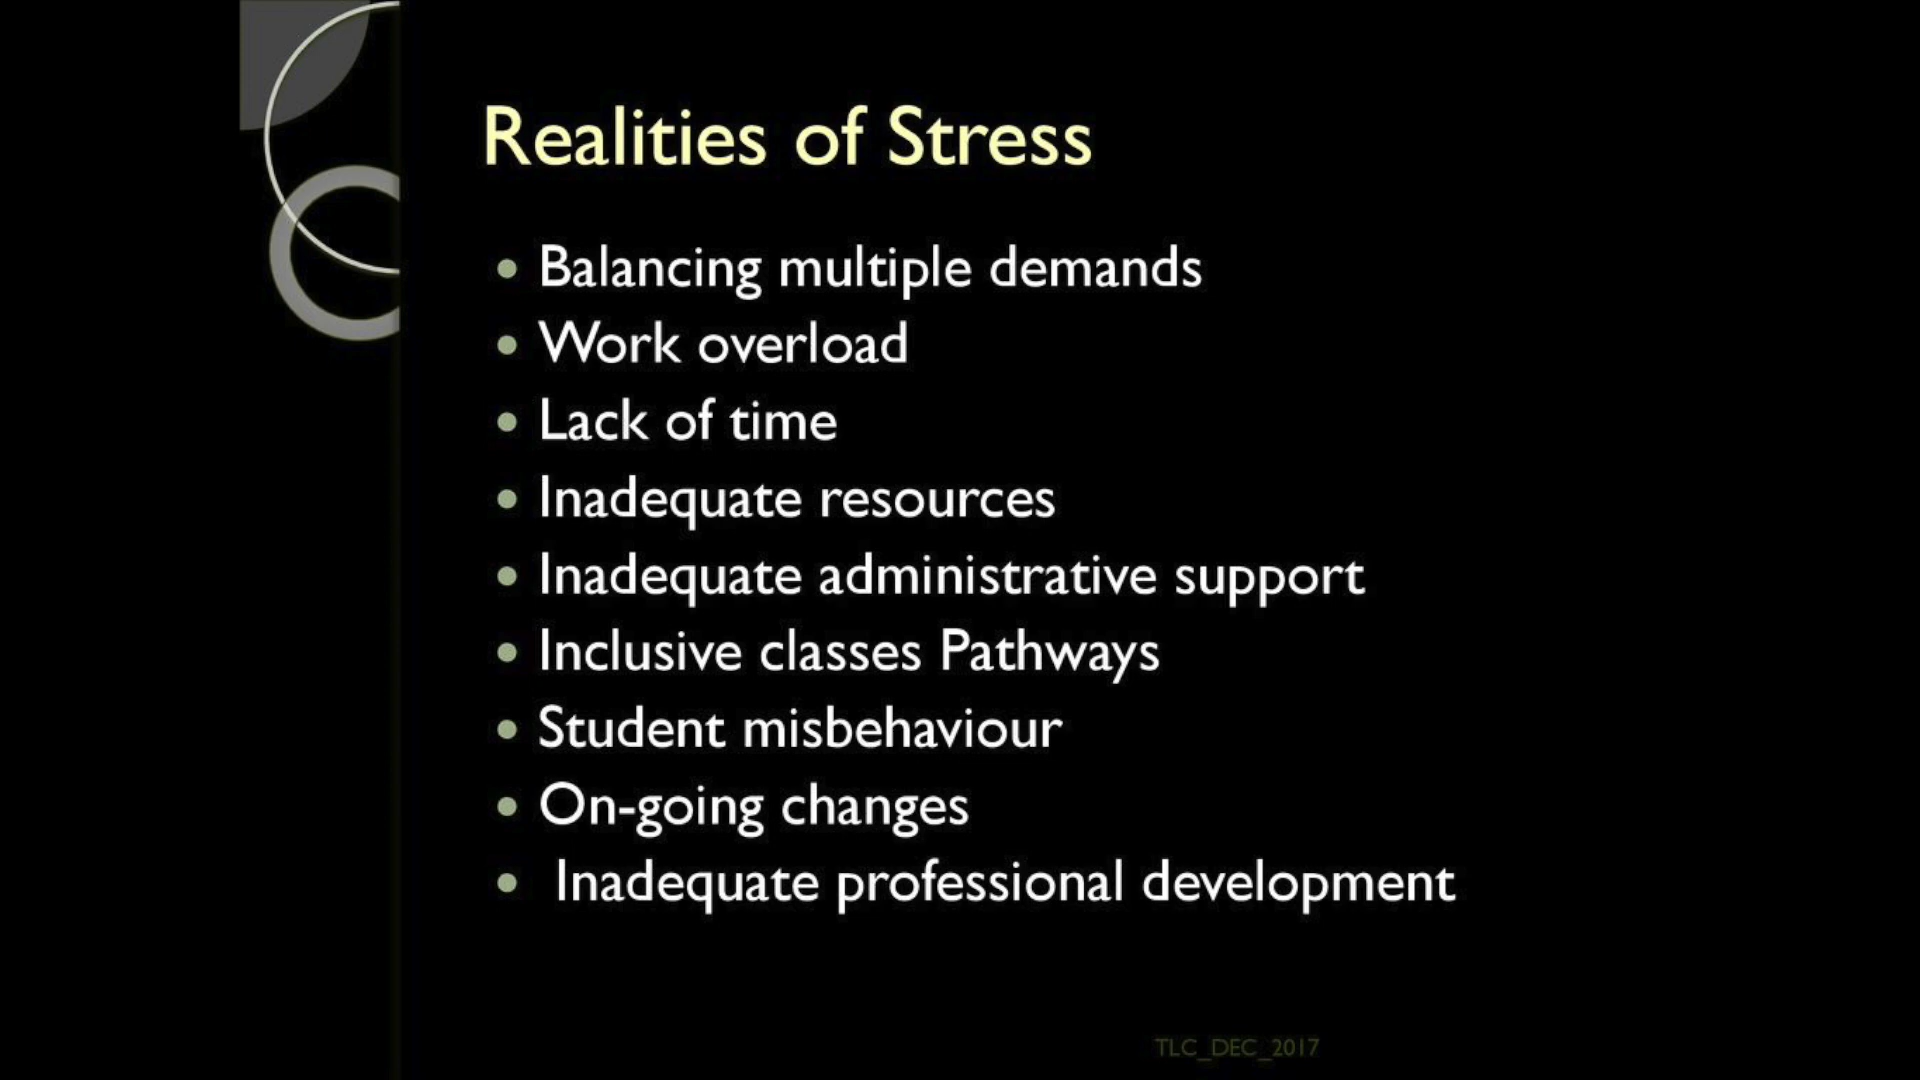 Realities of Stress
• Balancing multiple demands
• Work overload
• Lack of time
• Inadequate resources
• Inadequate administrative support
• Inclusive classes Pathways
• Student misbehaviour
• On-going changes
• Inadequate professional development
TLC_DEC_2017